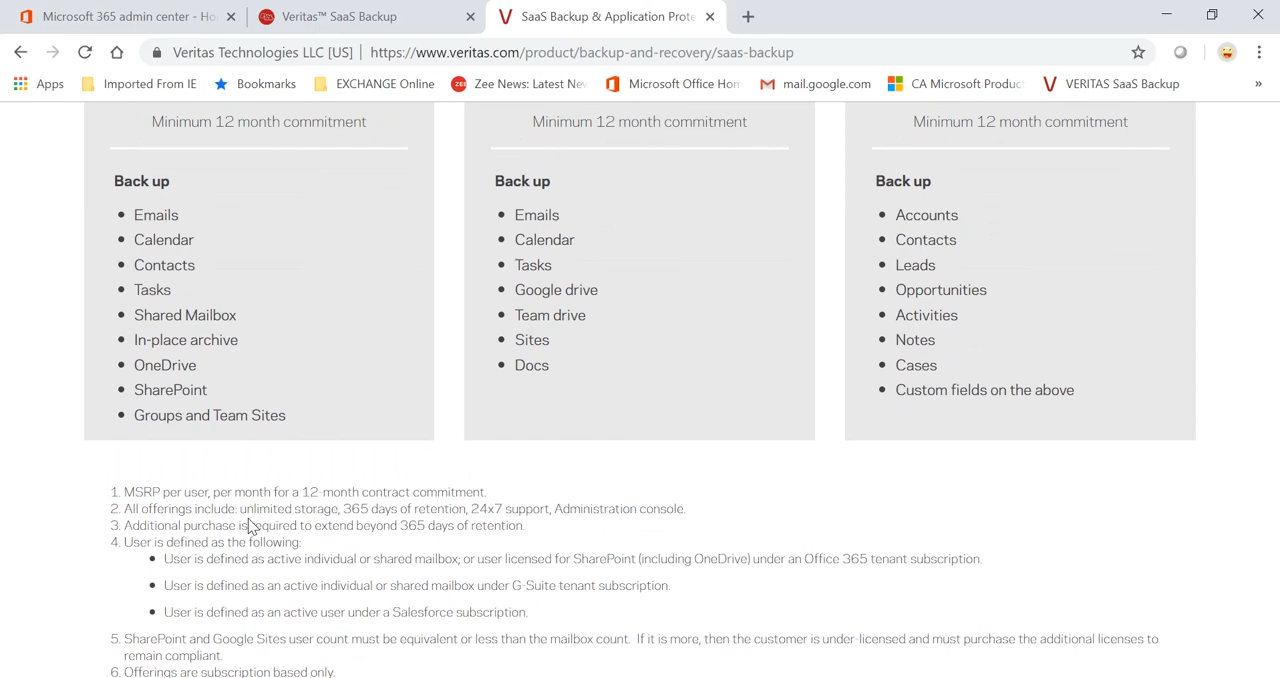 Microsoft 365 admin center - Ho
Veritas™ SaaS Backup
SaaS Backup & Application Prote
Veritas Technologies LLC [US]
https://www.veritas.com/product/backup-and-recovery/saas-backup
Apps
Imported From IE
Bookmarks
EXCHANGE Online
Zee News: Latest Nev
Microsoft Office Hom
mail.google.com
CA Microsoft Product
VERITAS SaaS Backup
Minimum 12 month commitment
Back up
Emails
Calendar
Contacts
Tasks
Shared Mailbox
In-place archive
OneDrive
SharePoint
Groups and Team Sites
Minimum 12 month commitment
Back up
Emails
Calendar
Tasks
Google drive
Team drive
Sites
Docs
Minimum 12 month commitment
Back up
Accounts
Contacts
Leads
Opportunities
Activities
Notes
Cases
Custom fields on the above
1. MSRP per user, per month for a 12-month contract commitment.
2. All offerings include: unlimited storage, 365 days of retention, 24x7 support, Administration console.
3. Additional purchase is required to extend beyond 365 days of retention.
4. User is defined as the following:
User is defined as active individual or shared mailbox; or user licensed for SharePoint (including OneDrive) under an Office 365 tenant subscription.
User is defined as an active individual or shared mailbox under G-Suite tenant subscription.
User is defined as an active user under a Salesforce subscription.
5. SharePoint and Google Sites user count must be equivalent or less than the mailbox count. If it is more, then the customer is under-licensed and must purchase the additional licenses to
remain compliant.
6. Offerings are subscription based only.